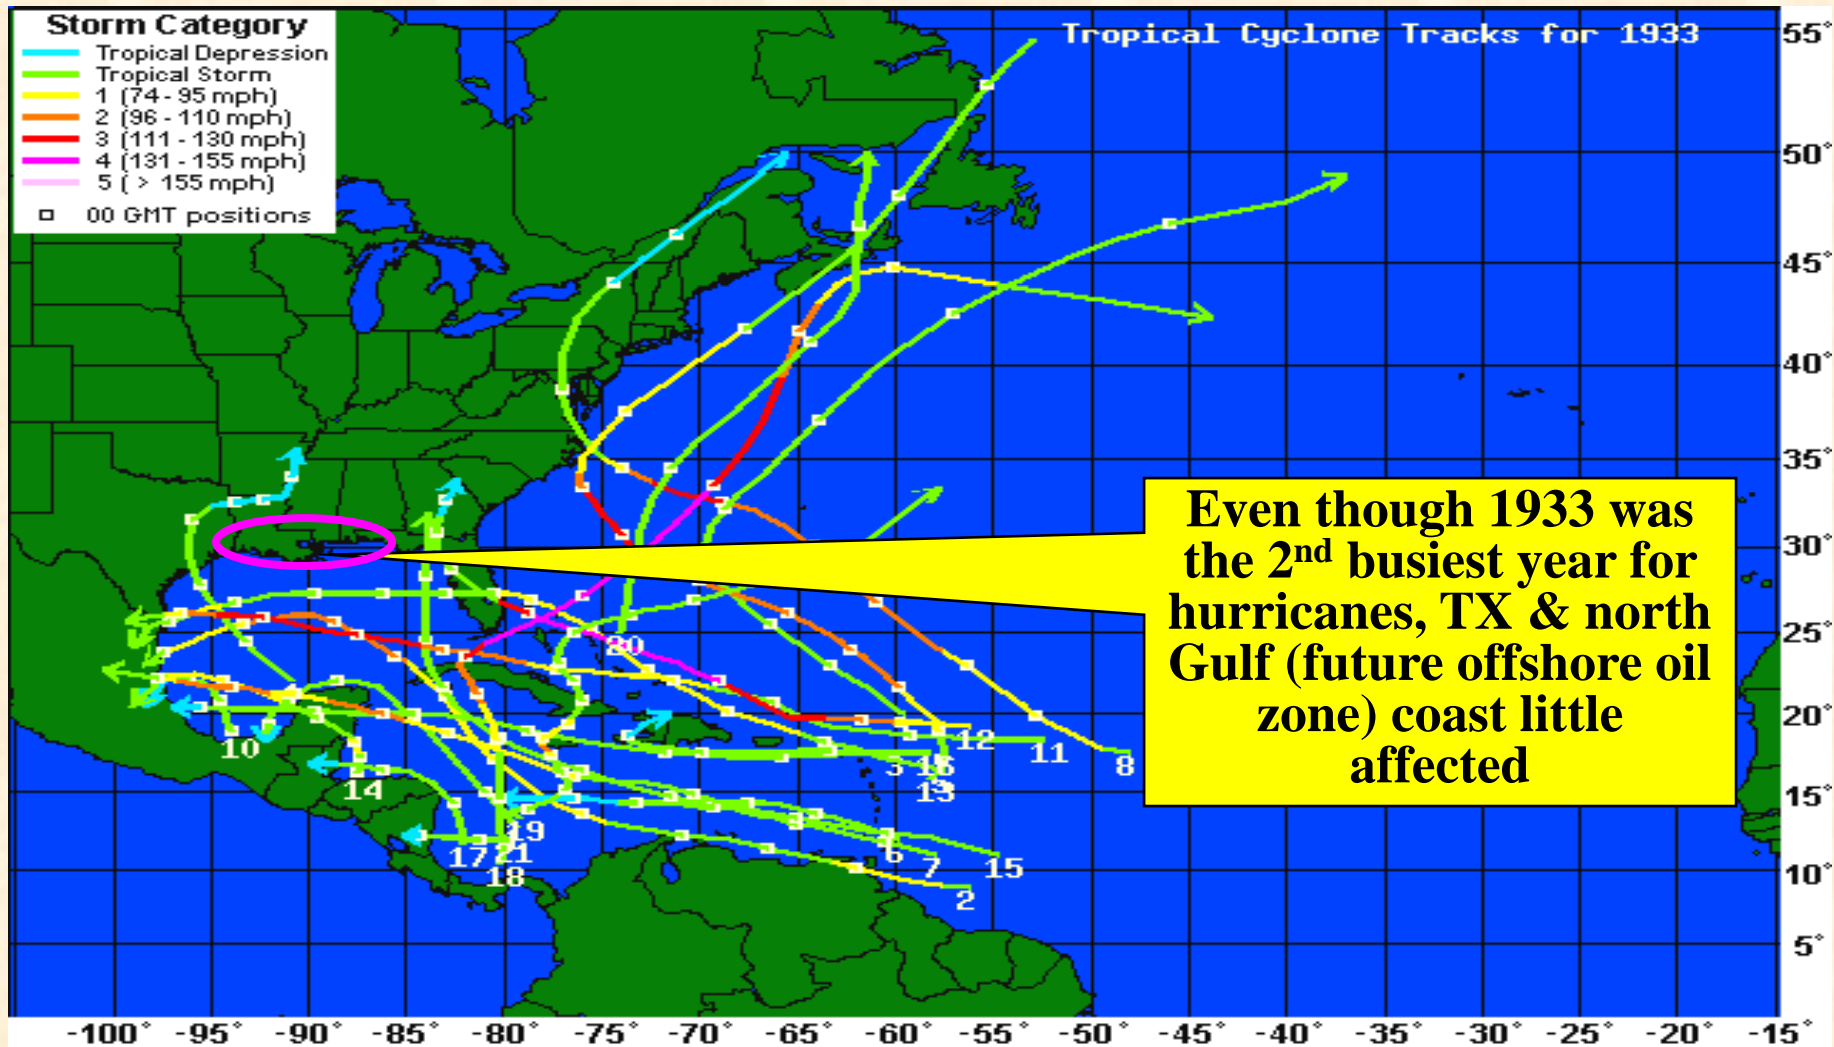 Storm Category
Tropical Depression
Tropical Storm
1 (74 - 95 mph)
2 (96 - 110 mph)
3 (111 - 130 mph)
4 (131 - 155 mph)
5 ( > 155 mph)
00 GMT positions
Tropical Cyclone Tracks for 1933
55°
50°
45°
40°
35°
30°
25°
20°
15°
10°
5°
Even though 1933 was
the 2nd busiest year for
hurricanes, TX & north
Gulf (future offshore oil
zone) coast little
affected
20
10
12
11
8
14
13
19
17
21
18
6
7
15
2
-100° -95° -90° -85° -80° -75° -70° -65° -60° -55° -50° -45° -40° -35° -30° -25° -20° -15°